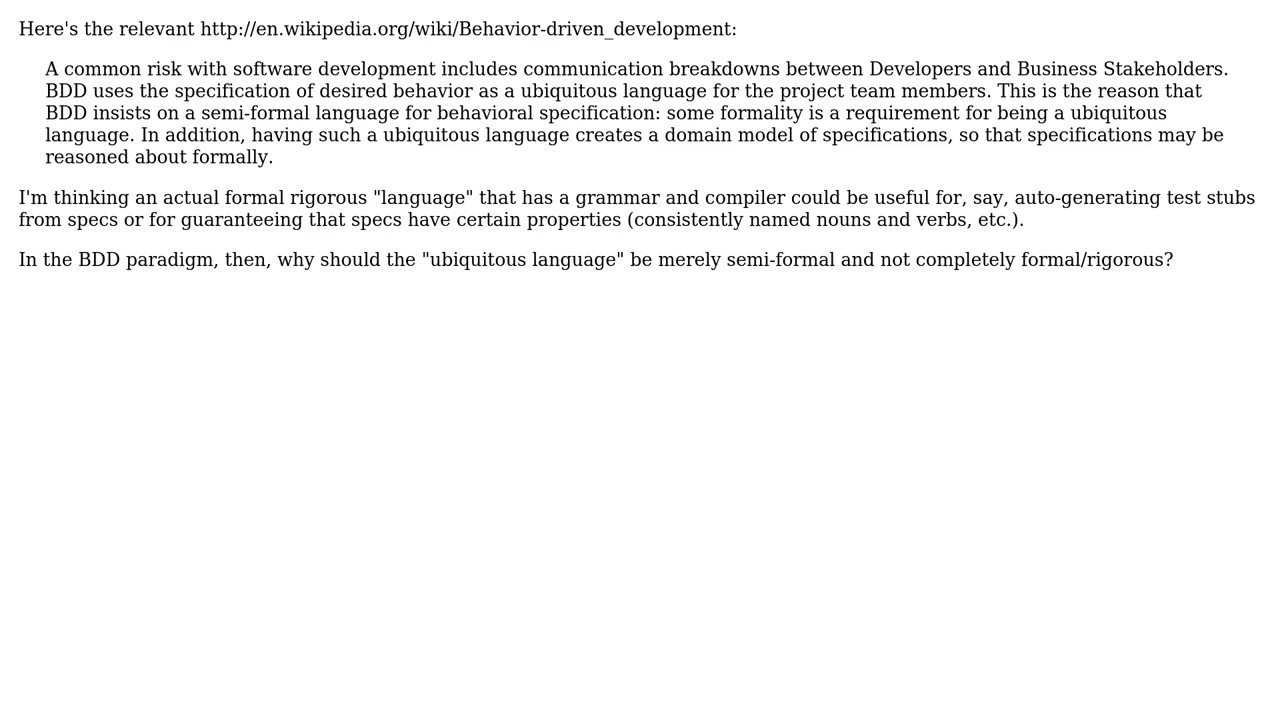 Here's the relevant http://en.wikipedia.org/wiki/Behavior-driven_development:
A common risk with software development includes communication breakdowns between Developers and Business Stakeholders.
BDD uses the specification of desired behavior as a ubiquitous language for the project team members. This is the reason that
BDD insists on a semi-formal language for behavioral specification: some formality is a requirement for being a ubiquitous
language. In addition, having such a ubiquitous language creates a domain model of specifications, so that specifications may be
reasoned about formally.
I'm thinking an actual formal rigorous "language" that has a grammar and compiler could be useful for, say, auto-generating test stubs
from specs or for guaranteeing that specs have certain properties (consistently named nouns and verbs, etc.).
In the BDD paradigm, then, why should the "ubiquitous language" be merely semi-formal and not completely formal/rigorous?